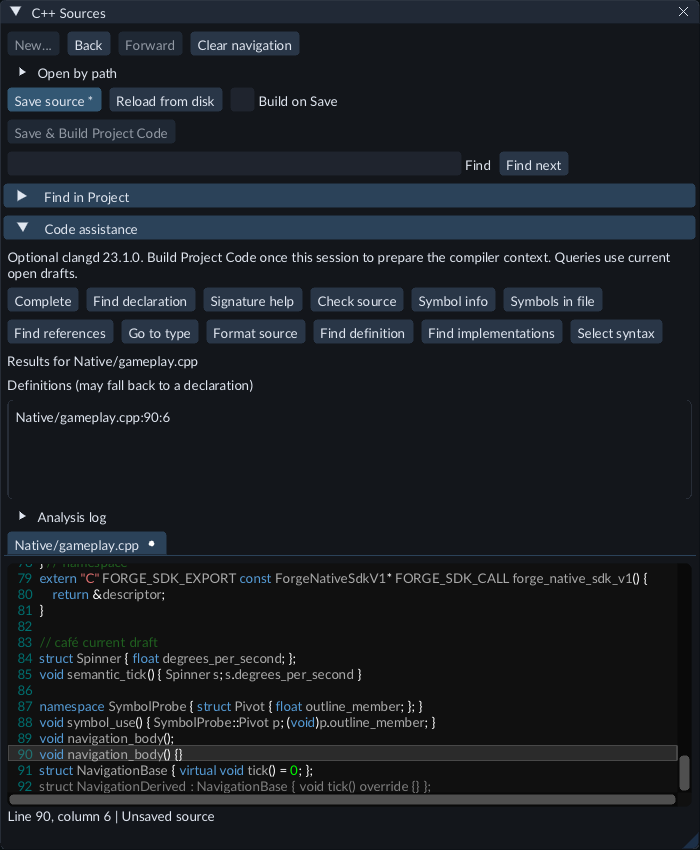 C++ Sources
New... Back Forward Clear navigation
Open by path
Save source * Reload from disk Build on Save
Save & Build Project Code
Find Find next
Find in Project
Code assistance
Optional clangd 23.1.0. Build Project Code once this session to prepare the compiler context. Queries use current
open drafts.
Complete Find declaration Signature help Check source Symbol info Symbols in file
Find references Go to type Format source Find definition Find implementations Select syntax
Results for Native/gameplay.cpp
Definitions (may fall back to a declaration)
Native/gameplay.cpp:90:6
Analysis log
Native/gameplay.cpp
78 } // namespace
79 extern "C" FORGE_SDK_EXPORT const ForgeNativeSdkV1* FORGE_SDK_CALL forge_native_sdk_v1() {
80 return &descriptor;
81 }
82
83 // café current draft
84 struct Spinner { float degrees_per_second; };
85 void semantic_tick() { Spinner s; s.degrees_per_second }
86
87 namespace SymbolProbe { struct Pivot { float outline_member; }; }
88 void symbol_use() { SymbolProbe::Pivot p; (void)p.outline_member; }
89 void navigation_body();
90 void navigation_body() {}
91 struct NavigationBase { virtual void tick() = 0; };
92 struct NavigationDerived : NavigationBase { void tick() override {} };
Line 90, column 6 | Unsaved source